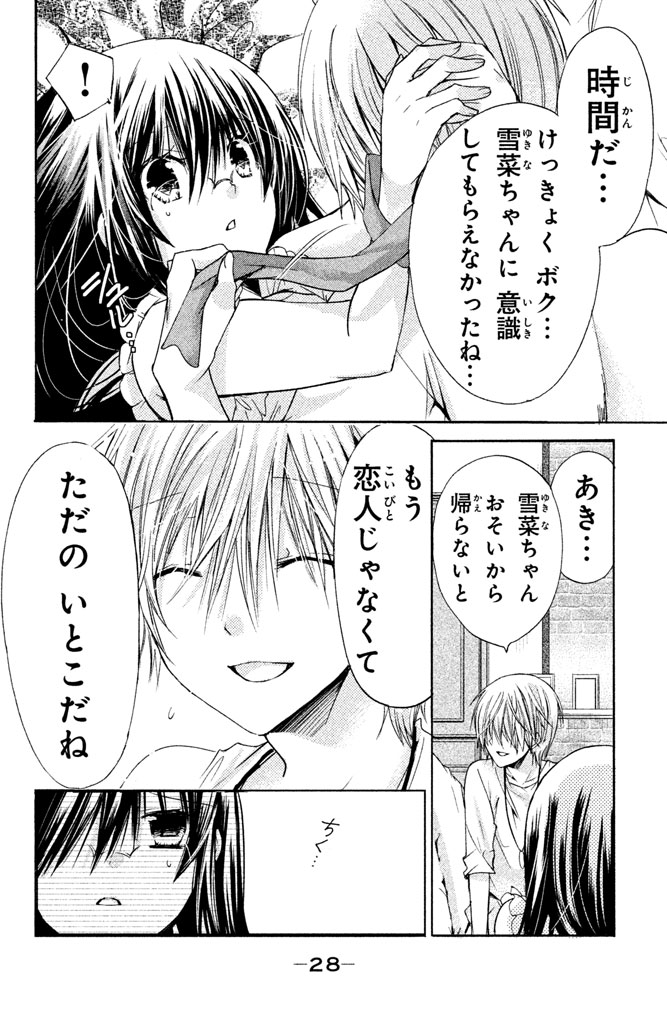 時間だ…
けっきょく ボク…
雪菜ちゃんに 意識
してもらえなかったね…
！
あき…
雪菜ちゃん
おそいから
帰らないと
もう
恋人じゃなくて
ただの いとこだね
ちく…
—28—